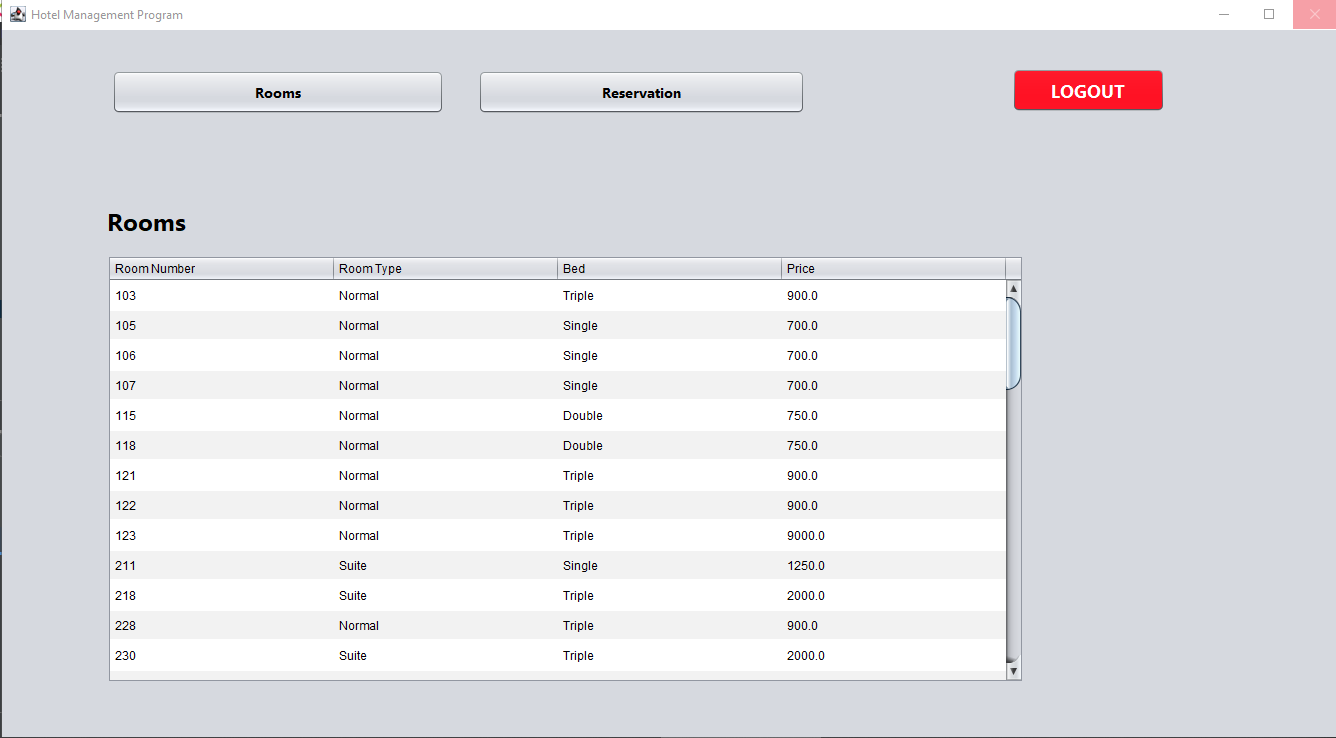 Hotel Management Program
Rooms Reservation LOGOUT
Rooms
Room Number Room Type Bed Price
103 Normal Triple 900.0
105 Normal Single 700.0
106 Normal Single 700.0
107 Normal Single 700.0
115 Normal Double 750.0
118 Normal Double 750.0
121 Normal Triple 900.0
122 Normal Triple 900.0
123 Normal Triple 9000.0
211 Suite Single 1250.0
218 Suite Triple 2000.0
228 Normal Triple 900.0
230 Suite Triple 2000.0